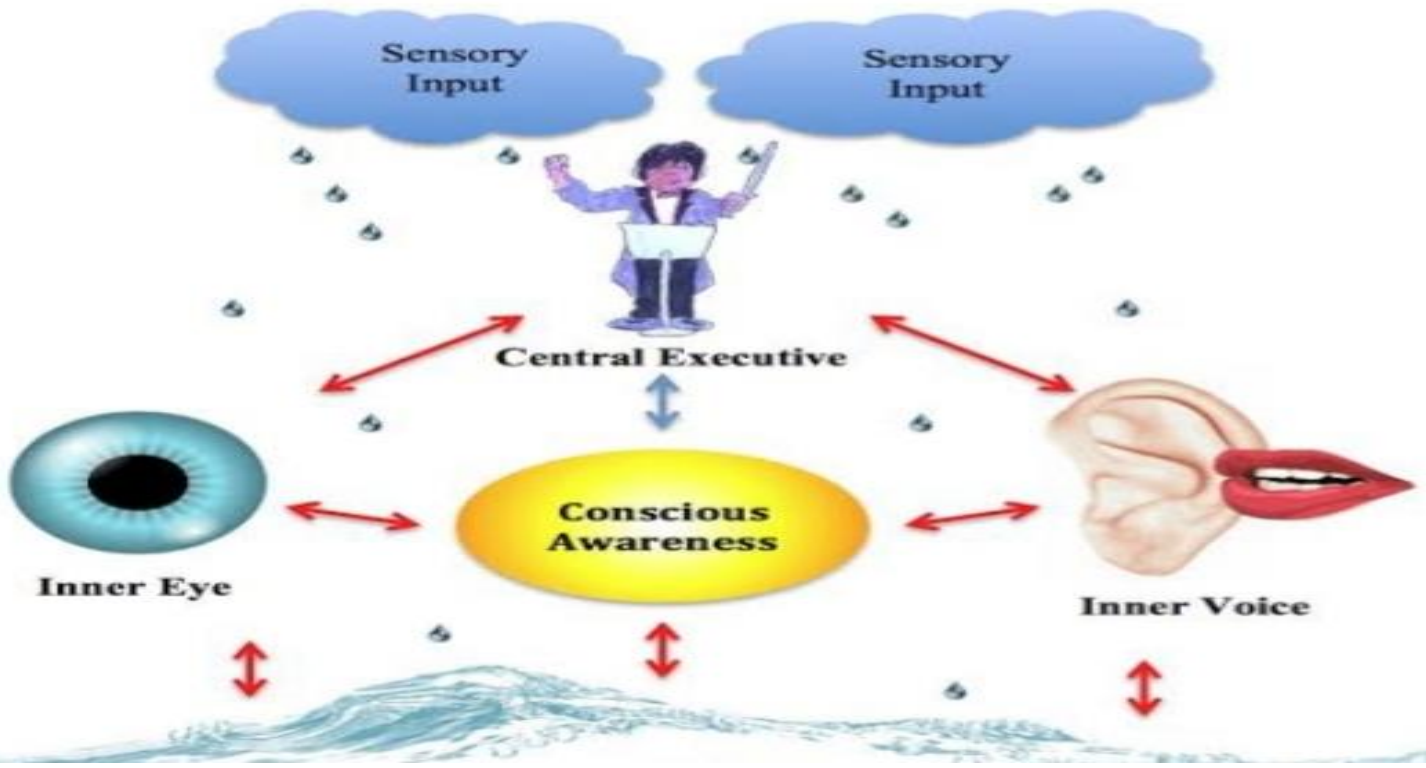 Sensory
Input
Sensory
Input
Central Executive
Conscious
Awareness
Inner Eye
Inner Voice